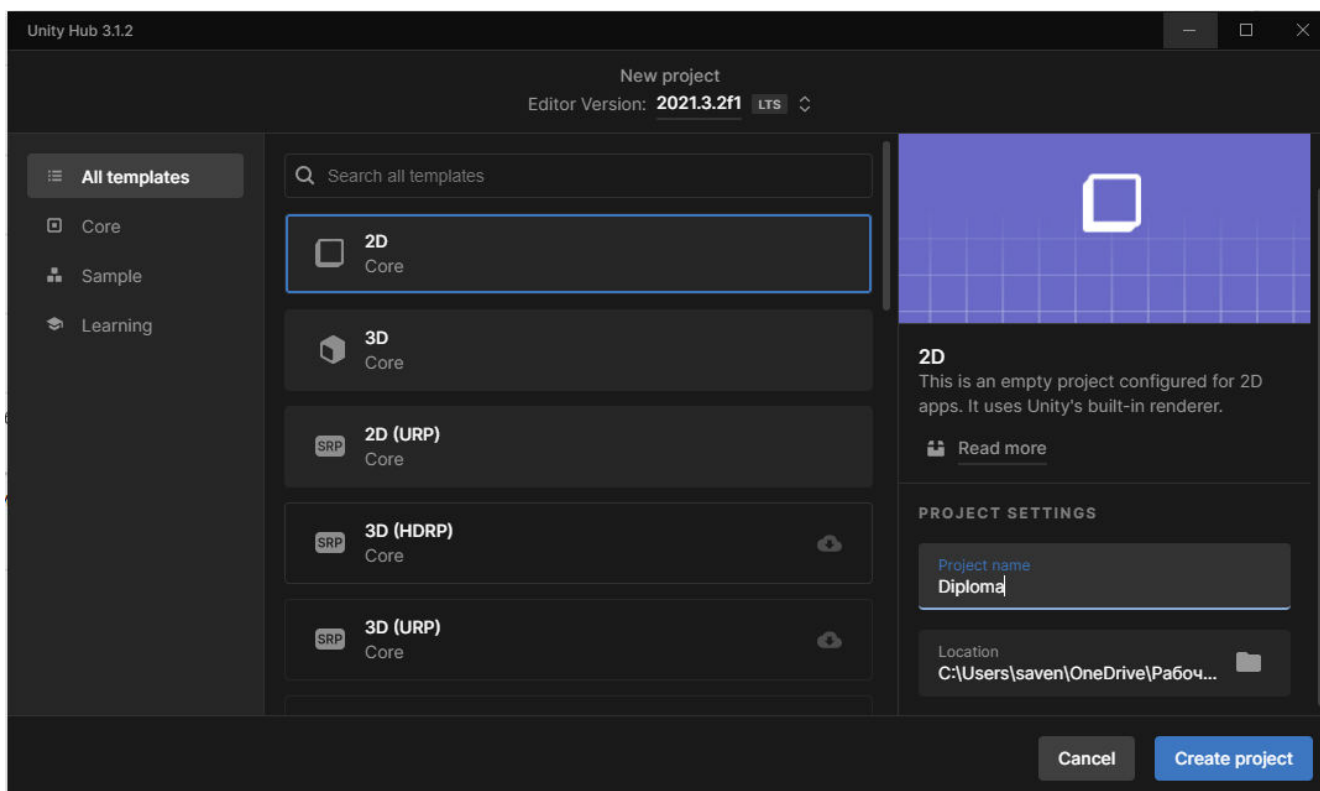 Unity Hub 3.1.2
New project
Editor Version: 2021.3.2f1 LTS
All templates
Core
Sample
Learning
Search all templates
2D
Core
3D
Core
2D (URP)
Core
SRP
3D (HDRP)
Core
SRP
3D (URP)
Core
SRP
2D
This is an empty project configured for 2D
apps. It uses Unity's built-in renderer.
Read more
PROJECT SETTINGS
Project name
Diploma
Location
C:\Users\saven\OneDrive\Рабоч...
Cancel
Create project